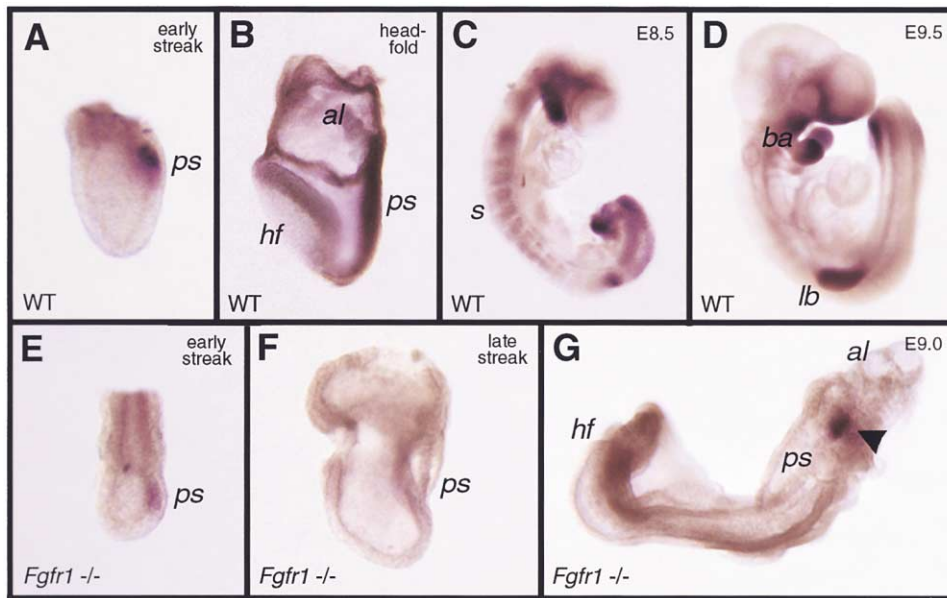 A
early
streak
ps
WT
B
head-
fold
al
ps
hf
WT
C
E8.5
s
WT
D
E9.5
ba
lb
WT
E
early
streak
ps
Fgfr1 -/-
F
late
streak
ps
Fgfr1 -/-
G
E9.0
al
hf
ps
Fgfr1 -/-